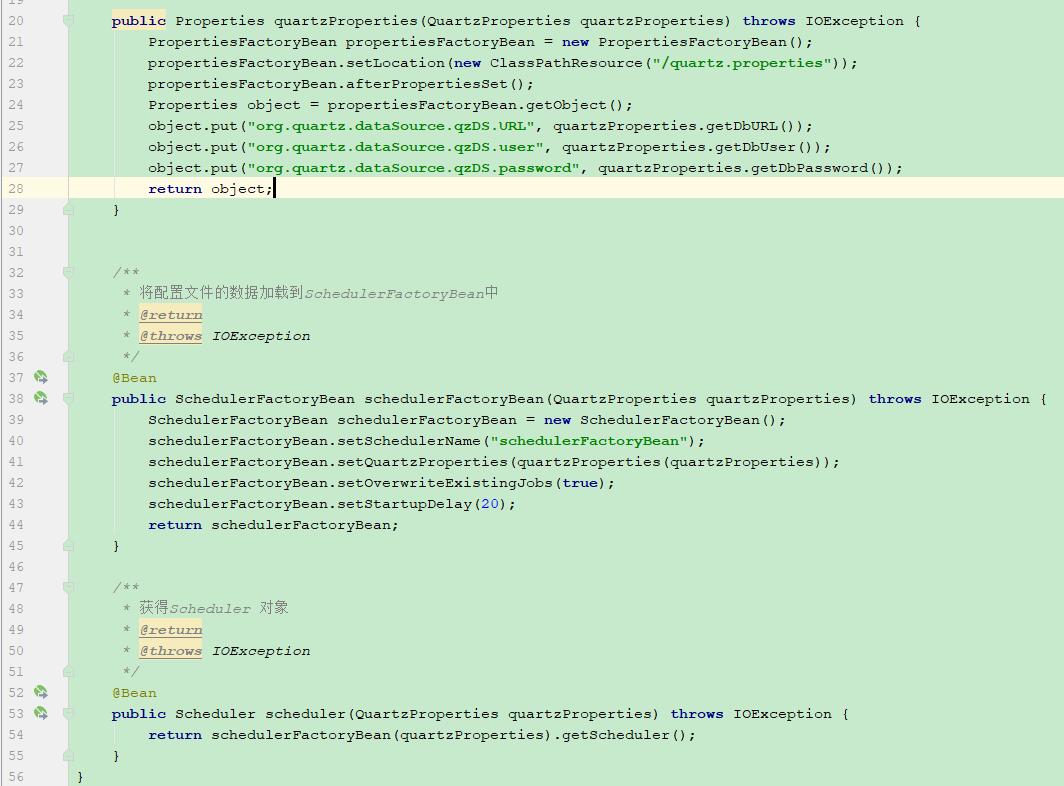 20 public Properties quartzProperties(QuartzProperties quartzProperties) throws IOException {
21 PropertiesFactoryBean propertiesFactoryBean = new PropertiesFactoryBean();
22 propertiesFactoryBean.setLocation(new ClassPathResource("/quartz.properties"));
23 propertiesFactoryBean.afterPropertiesSet();
24 Properties object = propertiesFactoryBean.getObject();
25 object.put("org.quartz.dataSource.qzDS.URL", quartzProperties.getDbURL());
26 object.put("org.quartz.dataSource.qzDS.user", quartzProperties.getDbUser());
27 object.put("org.quartz.dataSource.qzDS.password", quartzProperties.getDbPassword());
28 return object;
29 }
30
31
32 /**
33 * 将配置文件的数据加载到SchedulerFactoryBean中
34 * @return
35 * @throws IOException
36 */
37 @Bean
38 public SchedulerFactoryBean schedulerFactoryBean(QuartzProperties quartzProperties) throws IOException {
39 SchedulerFactoryBean schedulerFactoryBean = new SchedulerFactoryBean();
40 schedulerFactoryBean.setSchedulerName("schedulerFactoryBean");
41 schedulerFactoryBean.setQuartzProperties(quartzProperties(quartzProperties));
42 schedulerFactoryBean.setOverwriteExistingJobs(true);
43 schedulerFactoryBean.setStartupDelay(20);
44 return schedulerFactoryBean;
45 }
46
47 /**
48 * 获得Scheduler 对象
49 * @return
50 * @throws IOException
51 */
52 @Bean
53 public Scheduler scheduler(QuartzProperties quartzProperties) throws IOException {
54 return schedulerFactoryBean(quartzProperties).getScheduler();
55 }
56 }